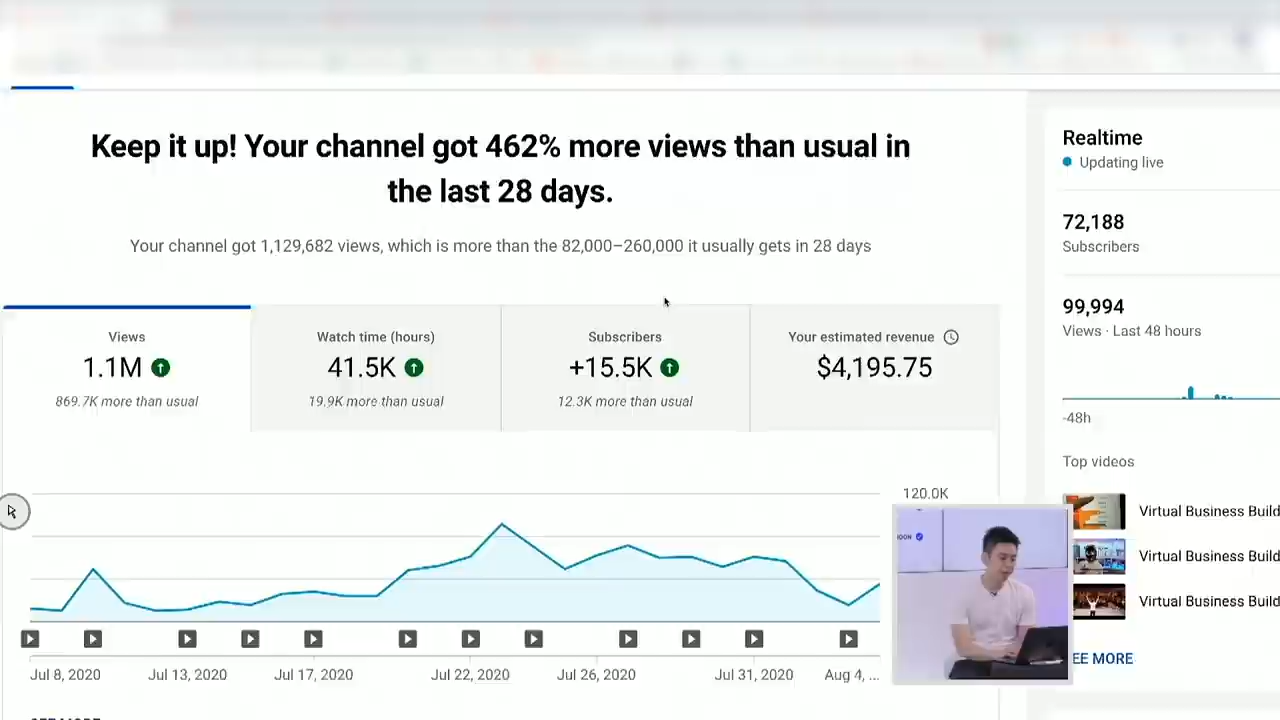 Keep it up! Your channel got 462% more views than usual in
the last 28 days.
Your channel got 1,129,682 views, which is more than the 82,000–260,000 it usually gets in 28 days
Views
1.1M
869.7K more than usual
Watch time (hours)
41.5K
19.9K more than usual
Subscribers
+15.5K
12.3K more than usual
Your estimated revenue
$4,195.75
120.0K
Jul 8, 2020
Jul 13, 2020
Jul 17, 2020
Jul 22, 2020
Jul 26, 2020
Jul 31, 2020
Aug 4, ...
Realtime
Updating live
72,188
Subscribers
99,994
Views · Last 48 hours
-48h
Top videos
Virtual Business Build
Virtual Business Build
Virtual Business Build
EE MORE